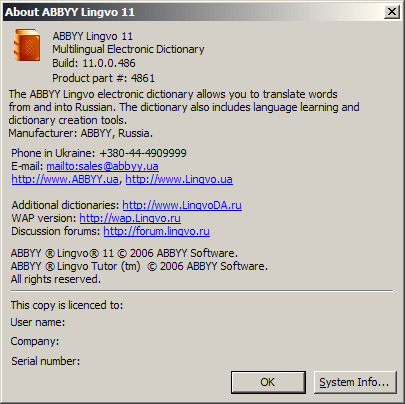 About ABBYY Lingvo 11
ABBYY Lingvo 11
Multilingual Electronic Dictionary
Build: 11.0.0.486
Product part #: 4861
The ABBYY Lingvo electronic dictionary allows you to translate words
from and into Russian. The dictionary also includes language learning and
dictionary creation tools.
Manufacturer: ABBYY, Russia.
Phone in Ukraine: +380-44-4909999
E-mail: mailto:sales@abbyy.ua
http://www.ABBYY.ua, http://www.Lingvo.ua
Additional dictionaries: http://www.LingvoDA.ru
WAP version: http://wap.Lingvo.ru
Discussion forums: http://forum.lingvo.ru
ABBYY ® Lingvo® 11 © 2006 ABBYY Software.
ABBYY ® Lingvo Tutor (tm) © 2006 ABBYY Software.
All rights reserved.
This copy is licenced to:
User name:
Company:
Serial number:
OK System Info...